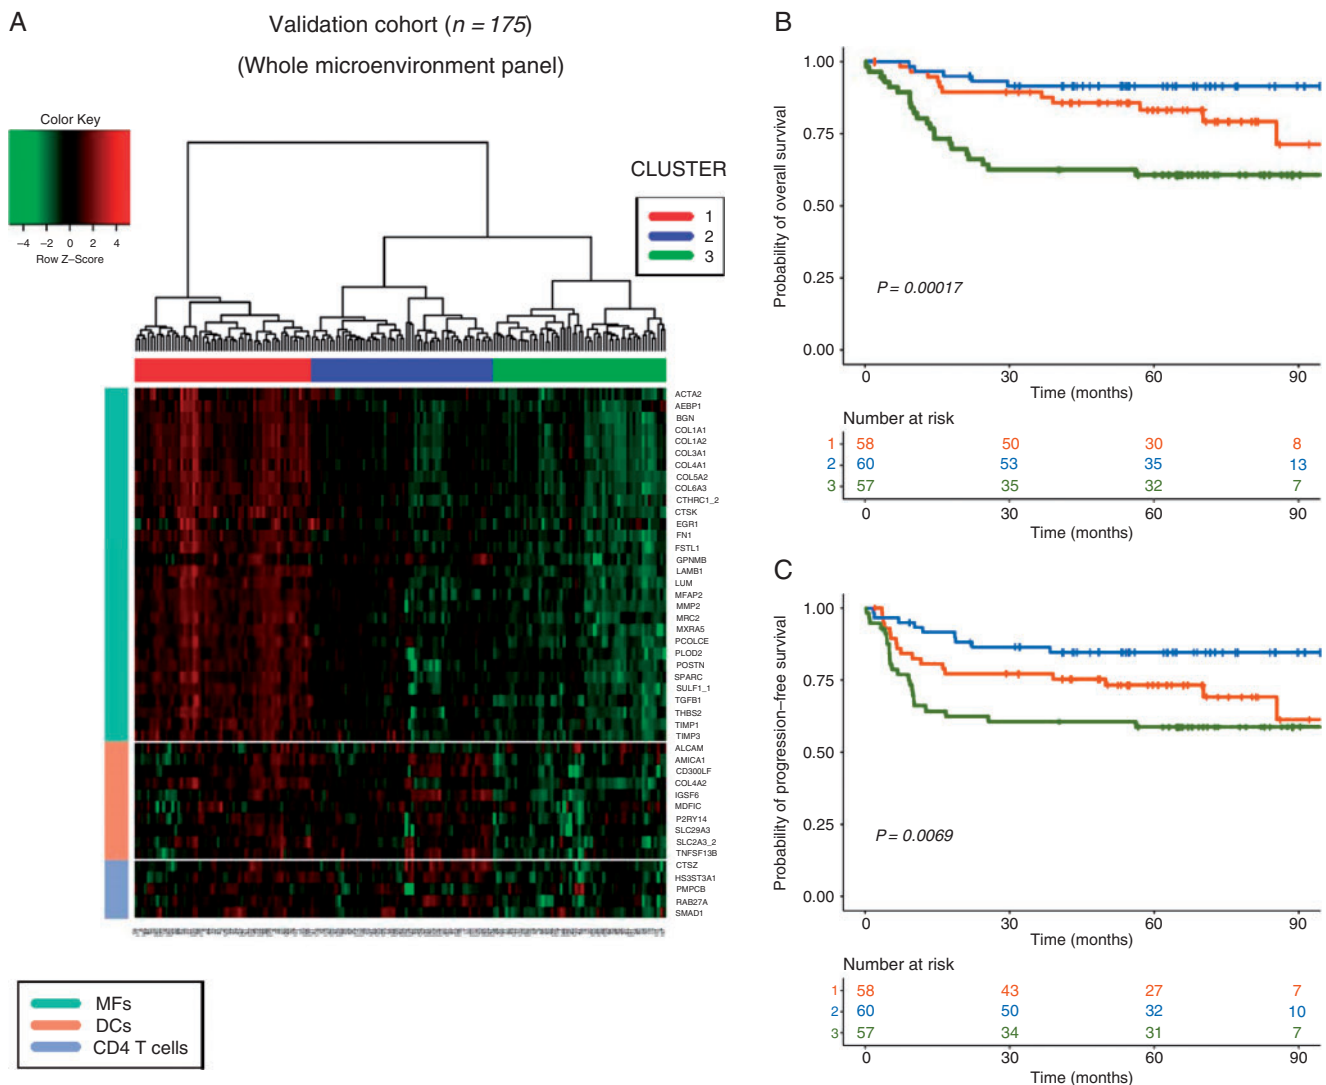 A
Validation cohort (n = 175)
(Whole microenvironment panel)
Color Key
−4 −2 0 2 4
Row Z−Score
CLUSTER
1
2
3
ACTA2
AEBP1
BGN
COL1A1
COL1A2
COL3A1
COL4A1
COL5A2
COL6A3
CTHRC1_2
CTSK
EGR1
FN1
FSTL1
GPNMB
LAMB1
LUM
MFAP2
MMP2
MRC2
MXRA5
PCOLCE
PLOD2
POSTN
SPARC
SULF1_1
TGFB1
THBS2
TIMP1
TIMP3
ALCAM
AMICA1
CD300LF
COL4A2
IGSF6
MDFIC
P2RY14
SLC29A3
SLC2A3_2
TNFSF13B
CTSZ
HS3ST3A1
PMPCB
RAB27A
SMAD1
MFs
DCs
CD4 T cells
B
Probability of overall survival
1.00
0.75
0.50
0.25
0.00
P = 0.00017
0 30 60 90
Time (months)
Number at risk
1 58 50 30 8
2 60 53 35 13
3 57 35 32 7
0 30 60 90
Time (months)
C
Probability of progression−free survival
1.00
0.75
0.50
0.25
0.00
P = 0.0069
0 30 60 90
Time (months)
Number at risk
1 58 43 27 7
2 60 50 32 10
3 57 34 31 7
0 30 60 90
Time (months)